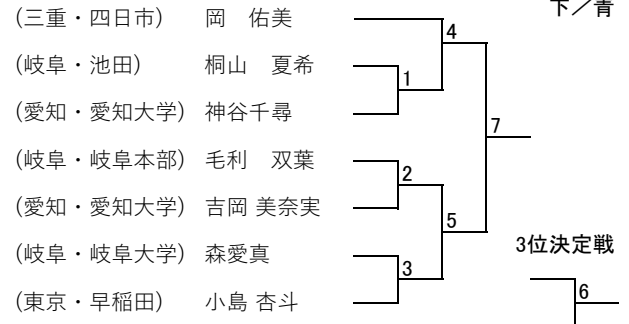 下／青
(三重・四日市) 岡　佑美
4
(岐阜・池田) 桐山　夏希
1
(愛知・愛知大学) 神谷千尋
7
(岐阜・岐阜本部) 毛利　双葉
2
(愛知・愛知大学) 吉岡 美奈実
5
(岐阜・岐阜大学) 森愛真
3位決定戦
3
(東京・早稲田) 小島 杏斗
6